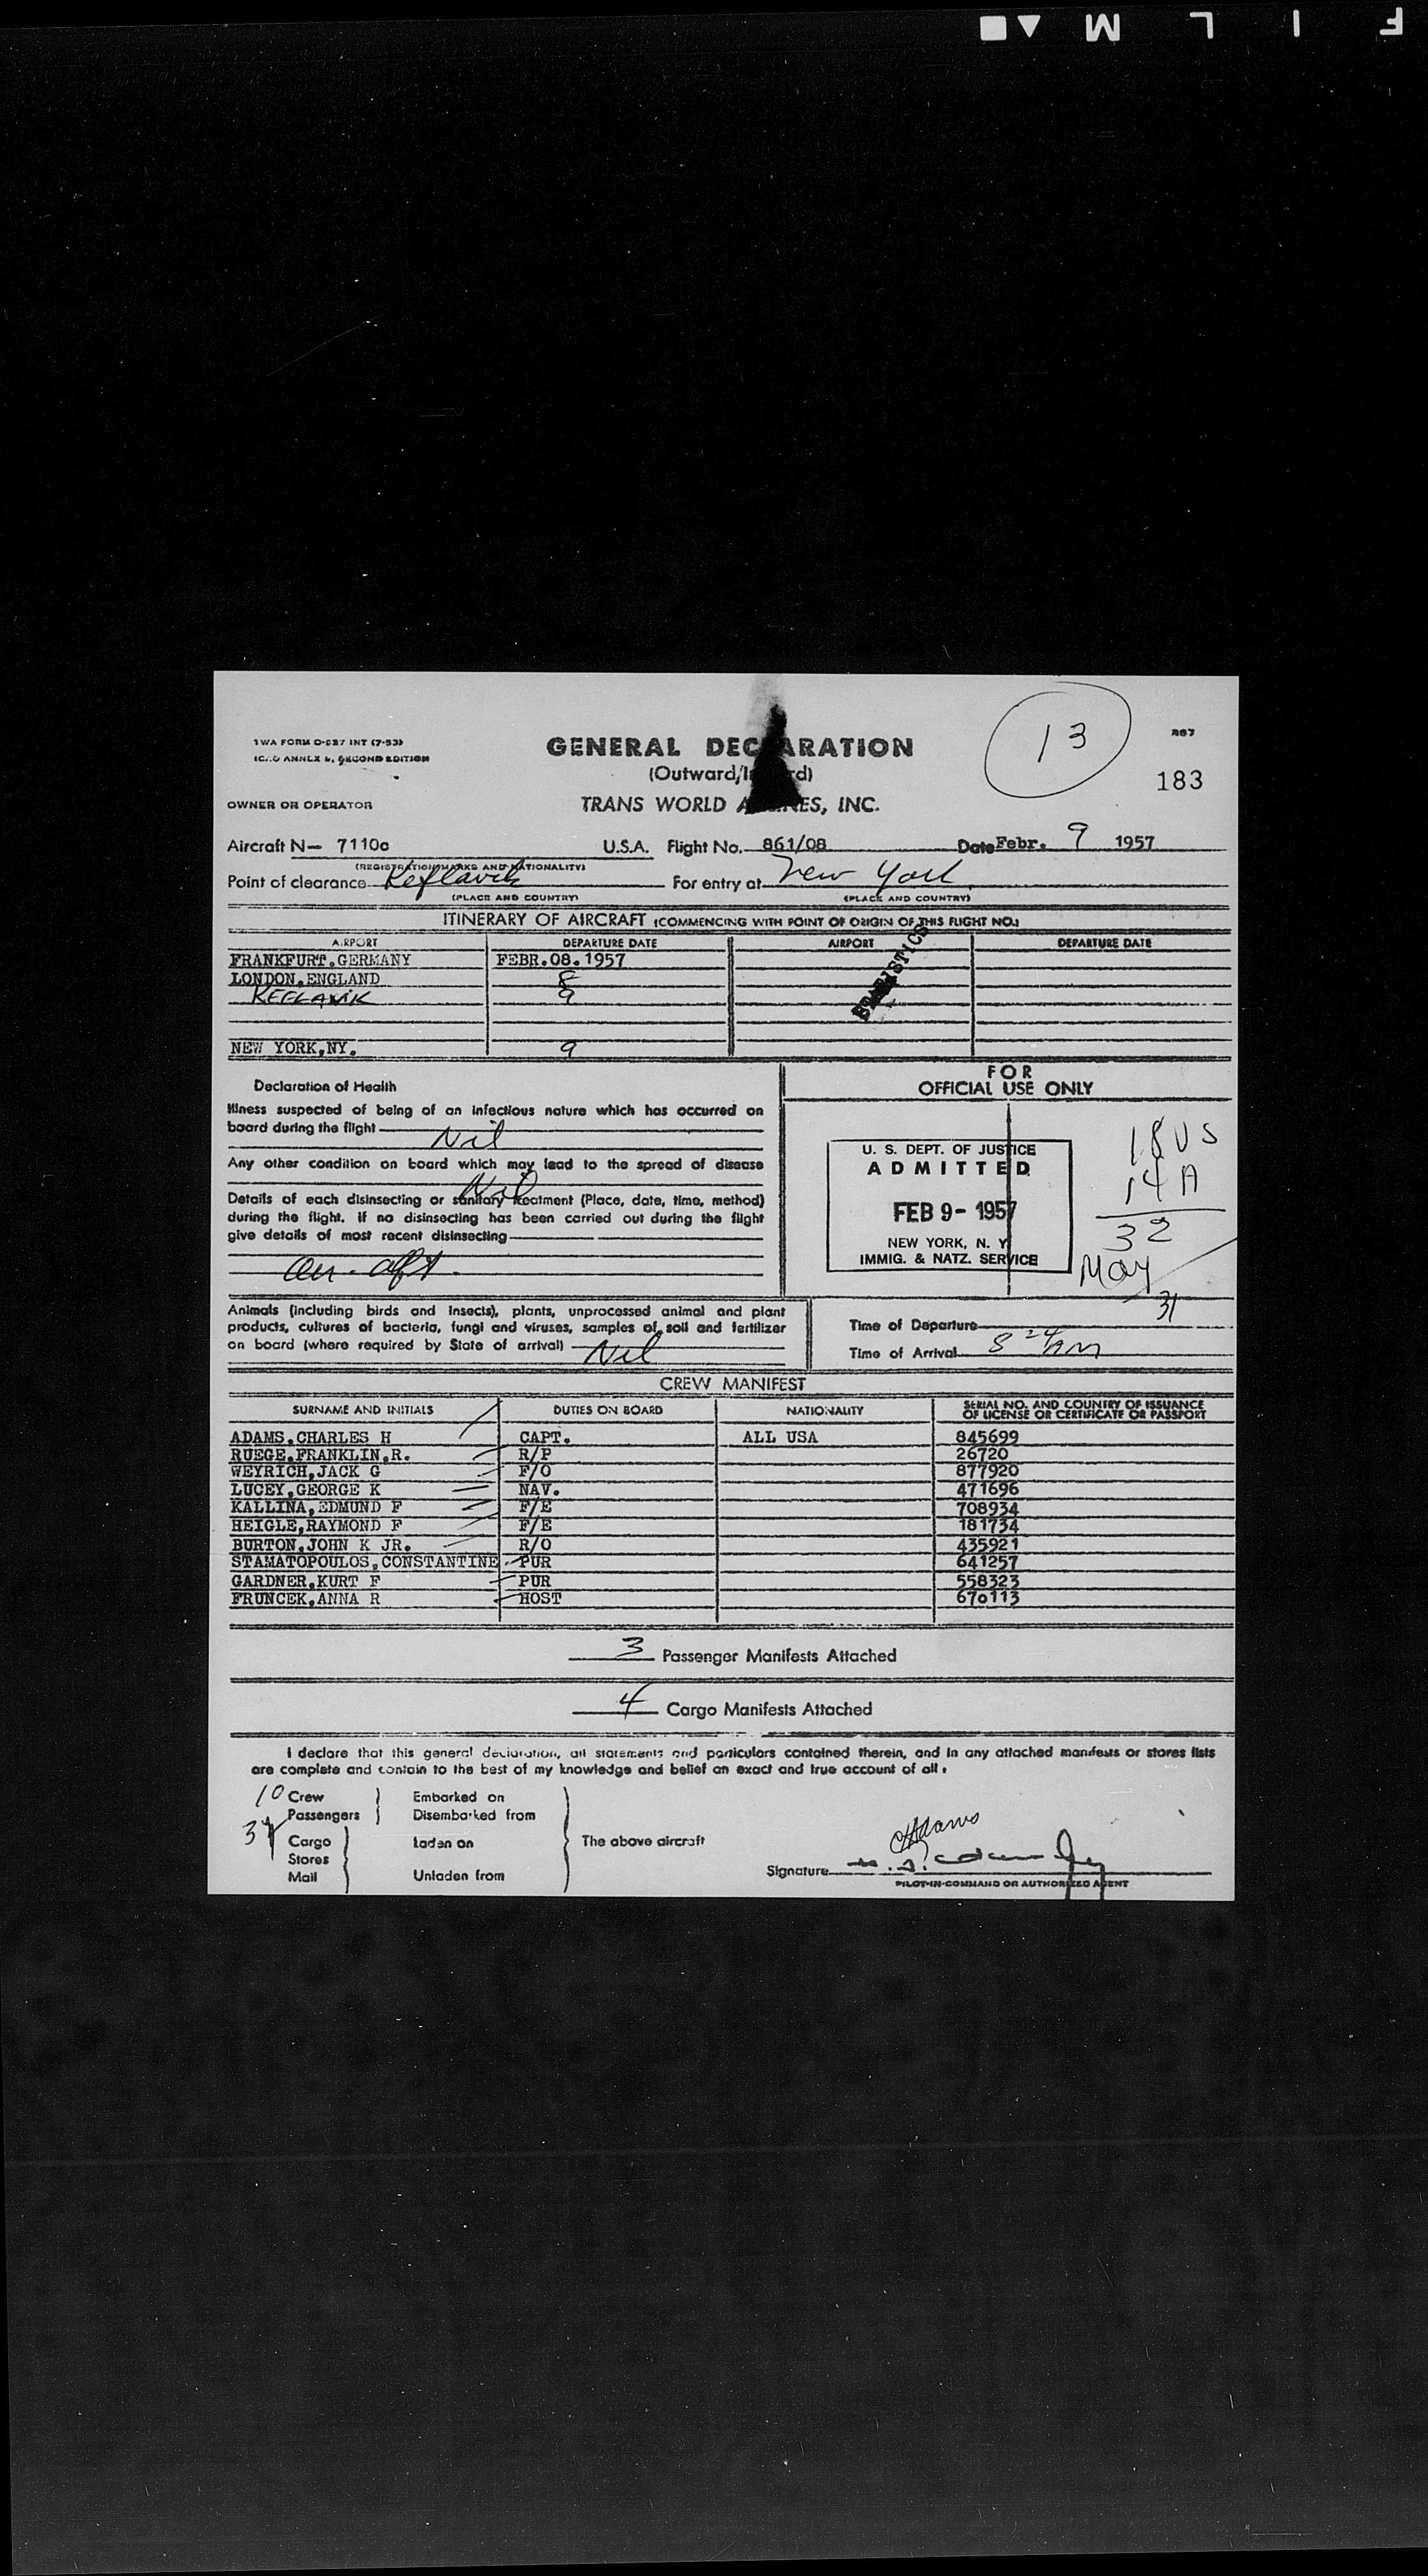 F I L M
TWA FORM O-027 INT (7-53)
ICAO ANNEX 9, SECOND EDITION
GENERAL DECLARATION
(Outward/Inward)
13
183
OWNER OR OPERATOR
TRANS WORLD AIRLINES, INC.
Aircraft N- 7110c U.S.A. Flight No. 861/08 Date Febr. 9 1957
(REGISTRATION MARKS AND NATIONALITY)
Point of clearance Keflavik For entry at New York
(PLACE AND COUNTRY) (PLACE AND COUNTRY)
ITINERARY OF AIRCRAFT (COMMENCING WITH POINT OF ORIGIN OF THIS FLIGHT NO.)
AIRPORT DEPARTURE DATE AIRPORT DEPARTURE DATE
FRANKFURT.GERMANY FEBR.08.1957
LONDON.ENGLAND 8
KEFLAVIK 9
NEW YORK,NY. 9
Declaration of Health
Illness suspected of being of an infectious nature which has occurred on
board during the flight Nil
Any other condition on board which may lead to the spread of disease
Nil
Details of each disinsecting or sanitary treatment (Place, date, time, method)
during the flight. If no disinsecting has been carried out during the flight
give details of most recent disinsecting
FOR
OFFICIAL USE ONLY
U. S. DEPT. OF JUSTICE
ADMITTED
FEB 9- 1957
NEW YORK, N. Y.
IMMIG. & NATZ. SERVICE
18 US
14 A
32
May
31
Animals (including birds and insects), plants, unprocessed animal and plant
products, cultures of bacteria, fungi and viruses, samples of soil and fertilizer
on board (where required by State of arrival) Nil
Time of Departure
Time of Arrival 8 24 AM
CREW MANIFEST
SURNAME AND INITIALS DUTIES ON BOARD NATIONALITY SERIAL NO. AND COUNTRY OF ISSUANCE
OF LICENSE OR CERTIFICATE OR PASSPORT
ADAMS,CHARLES H CAPT. ALL USA 845699
RUEGE,FRANKLIN,R. R/P 26720
WEYRICH,JACK G F/O 877920
LUCEY,GEORGE K NAV. 471696
KALLINA,EDMUND F F/E 708934
HEIGLE,RAYMOND F F/E 181734
BURTON,JOHN K JR. R/O 435921
STAMATOPOULOS,CONSTANTINE PUR 641257
GARDNER,KURT F PUR 558323
FRUNCEK,ANNA R HOST 670113
3 Passenger Manifests Attached
4 Cargo Manifests Attached
I declare that this general declaration, all statements and particulars contained therein, and in any attached manifests or stores lists
are complete and contain to the best of my knowledge and belief an exact and true account of all.
10 Crew Embarked on
Passengers Disembarked from
Cargo Laden on The above aircraft
Stores
Mail Unladen from
CHAdams
Signature
PILOT-IN-COMMAND OR AUTHORIZED AGENT